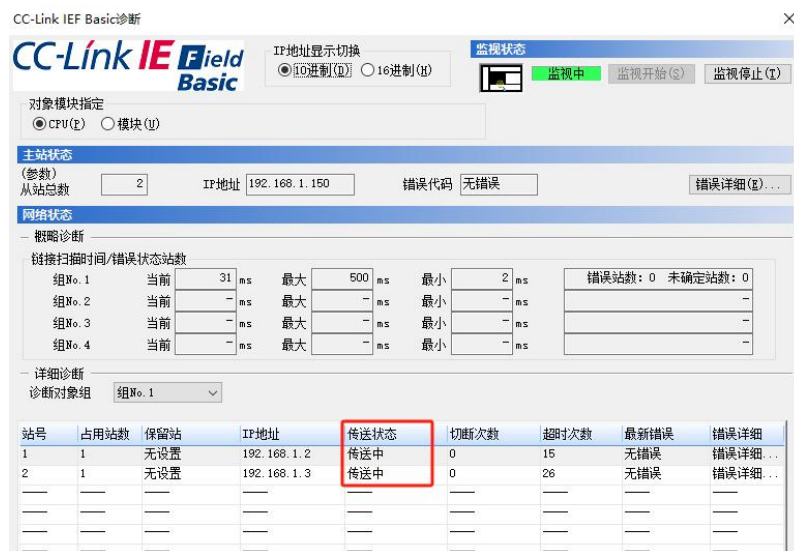 CC-Link IEF Basic诊断
CC-Link IE Field Basic
IP地址显示切换
10进制(D) 16进制(H)
监视状态
监视中 监视开始(S) 监视停止(T)
对象模块指定
CPU(P) 模块(U)
主站状态
(参数)
从站总数 2 IP地址 192.168.1.150 错误代码 无错误 错误详细(E)...
网络状态
概略诊断
链接扫描时间/错误状态站数
组No.1 当前 31 ms 最大 500 ms 最小 2 ms 错误站数: 0 未确定站数: 0
组No.2 当前 - ms 最大 - ms 最小 - ms -
组No.3 当前 - ms 最大 - ms 最小 - ms -
组No.4 当前 - ms 最大 - ms 最小 - ms -
详细诊断
诊断对象组 组No.1
站号 占用站数 保留站 IP地址 传送状态 切断次数 超时次数 最新错误 错误详细
1 1 无设置 192.168.1.2 传送中 0 15 无错误 错误详细...
2 1 无设置 192.168.1.3 传送中 0 26 无错误 错误详细...